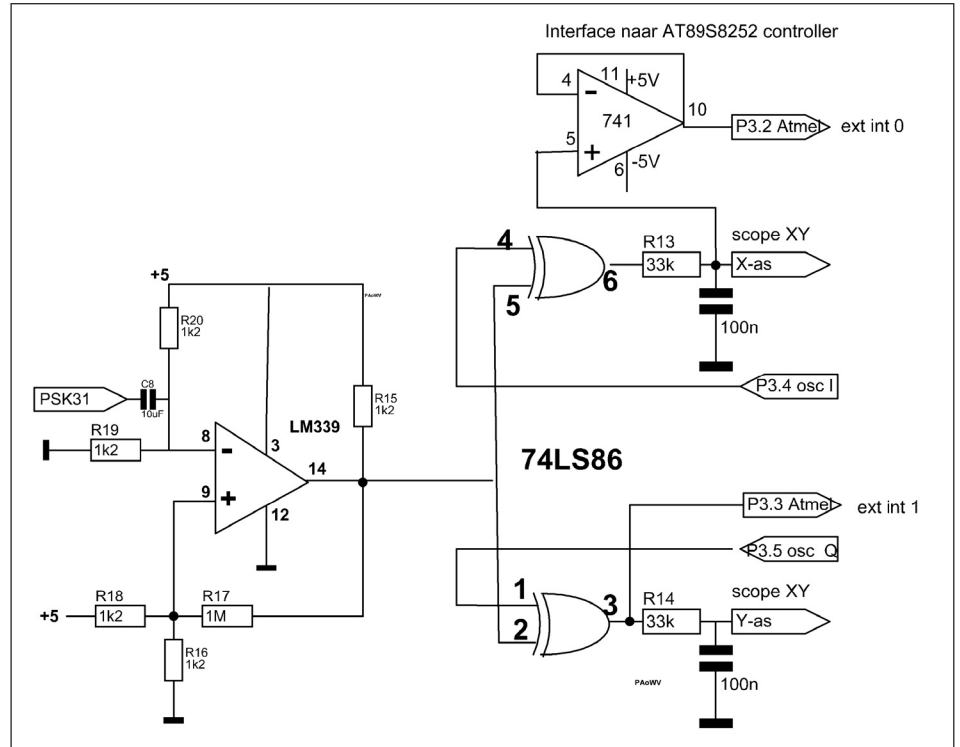 Interface naar AT89S8252 controller
4
11
+5V
-
741
10
P3.2 Atmel
ext int 0
5
+
6
-5V
scope XY
4
R13
33k
X-as
5
6
100n
+5
PAoWV
R20
1k2
P3.4 osc I
PSK31
C8
10uF
R15
1k2
R19
1k2
LM339
8
-
3
14
74LS86
9
+
12
P3.3 Atmel
ext int 1
P3.5 osc Q
R18
R17
+5
1k2
1M
1
2
3
R14
33k
scope XY
Y-as
R16
1k2
PAoWV
100n